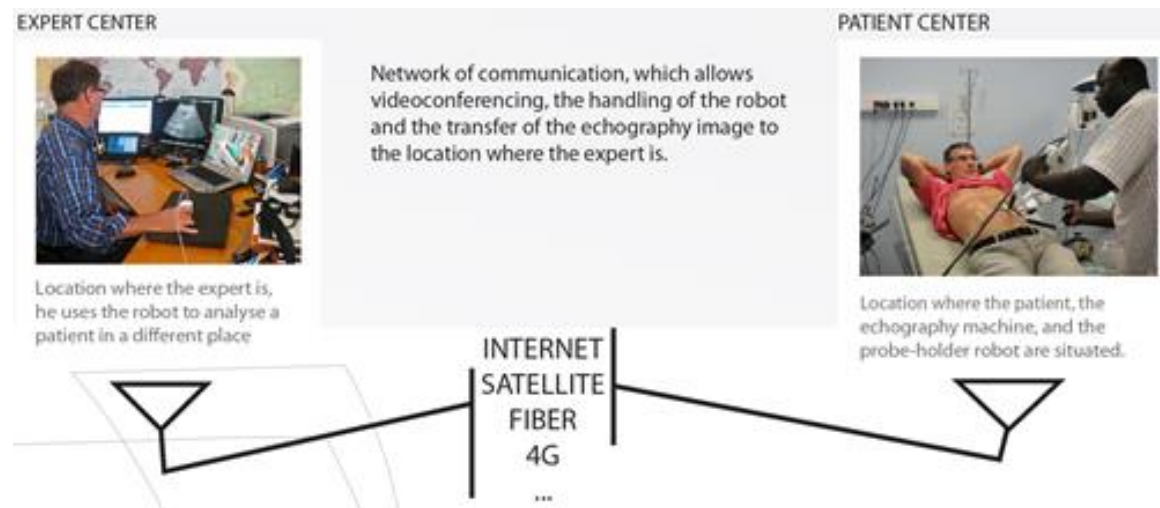 EXPERT CENTER
PATIENT CENTER
Network of communication, which allows
videoconferencing, the handling of the robot
and the transfer of the echography image to
the location where the expert is.
Location where the expert is,
he uses the robot to analyse a
patient in a different place
Location where the patient, the
echography machine, and the
probe-holder robot are situated.
INTERNET
SATELLITE
FIBER
4G
...